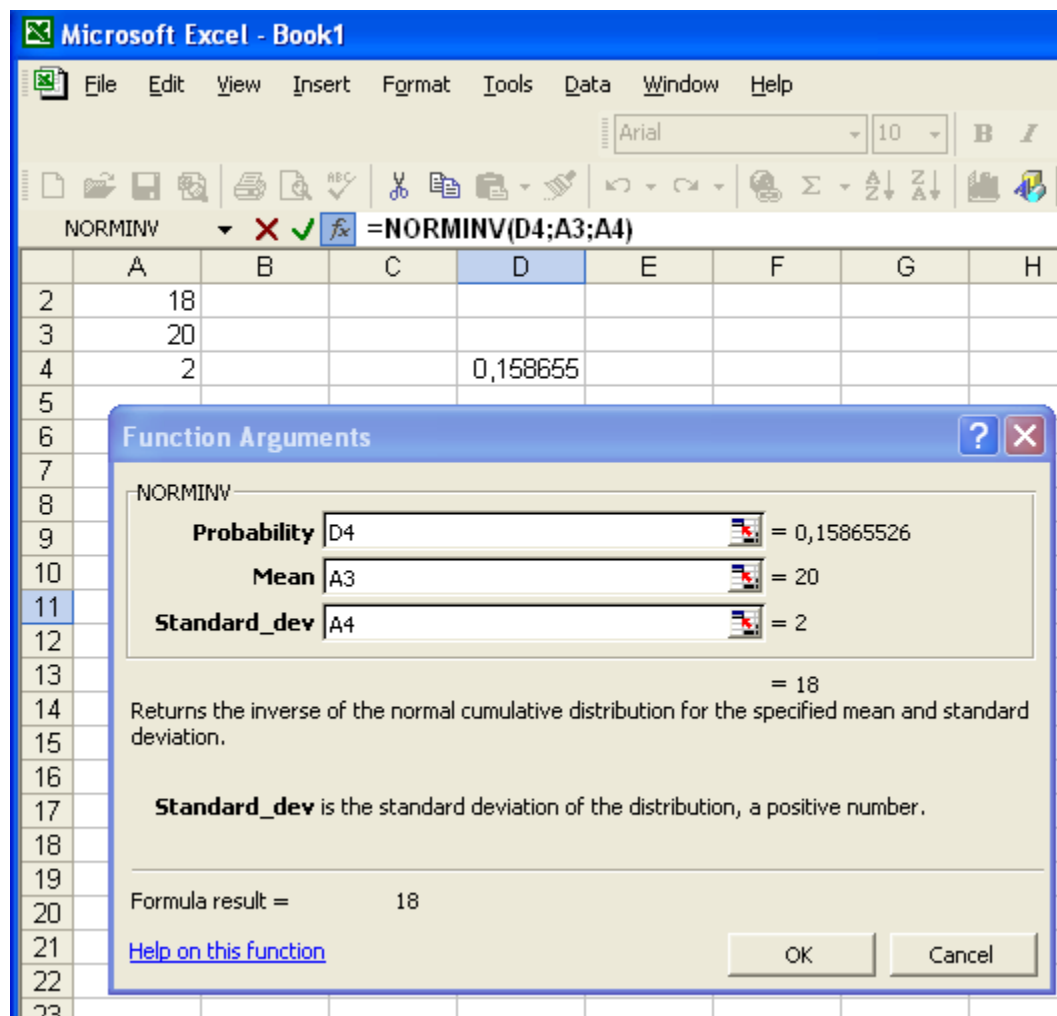 Microsoft Excel - Book1
File Edit View Insert Format Tools Data Window Help
Arial 10 B I
ABC Σ A Z Z A
NORMINV fx =NORMINV(D4;A3;A4)
A B C D E F G H
2 18
3 20
4 2 0,158655
5
6 Function Arguments ?
7
8 NORMINV
9 Probability D4 = 0,15865526
10 Mean A3 = 20
11 Standard_dev A4 = 2
12
13 = 18
14 Returns the inverse of the normal cumulative distribution for the specified mean and standard
15 deviation.
16
17 Standard_dev is the standard deviation of the distribution, a positive number.
18
19
20 Formula result = 18
21 Help on this function OK Cancel
22
23